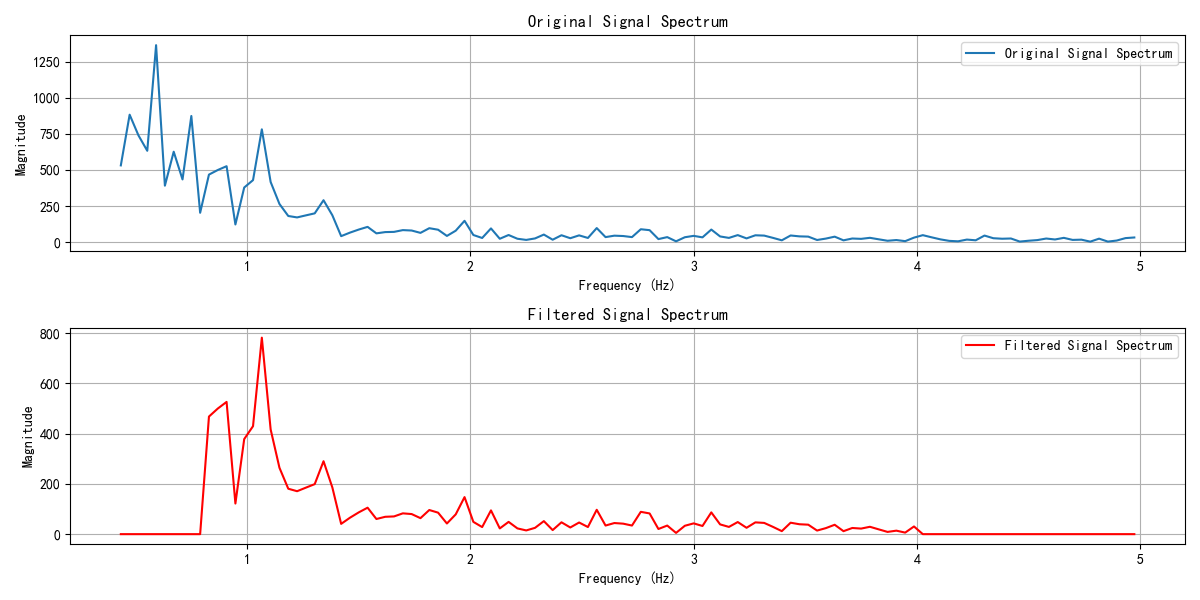 Original Signal Spectrum
Original Signal Spectrum
Magnitude
1250
1000
750
500
250
0
1 2 3 4 5
Frequency (Hz)
Filtered Signal Spectrum
Filtered Signal Spectrum
Magnitude
800
600
400
200
0
1 2 3 4 5
Frequency (Hz)